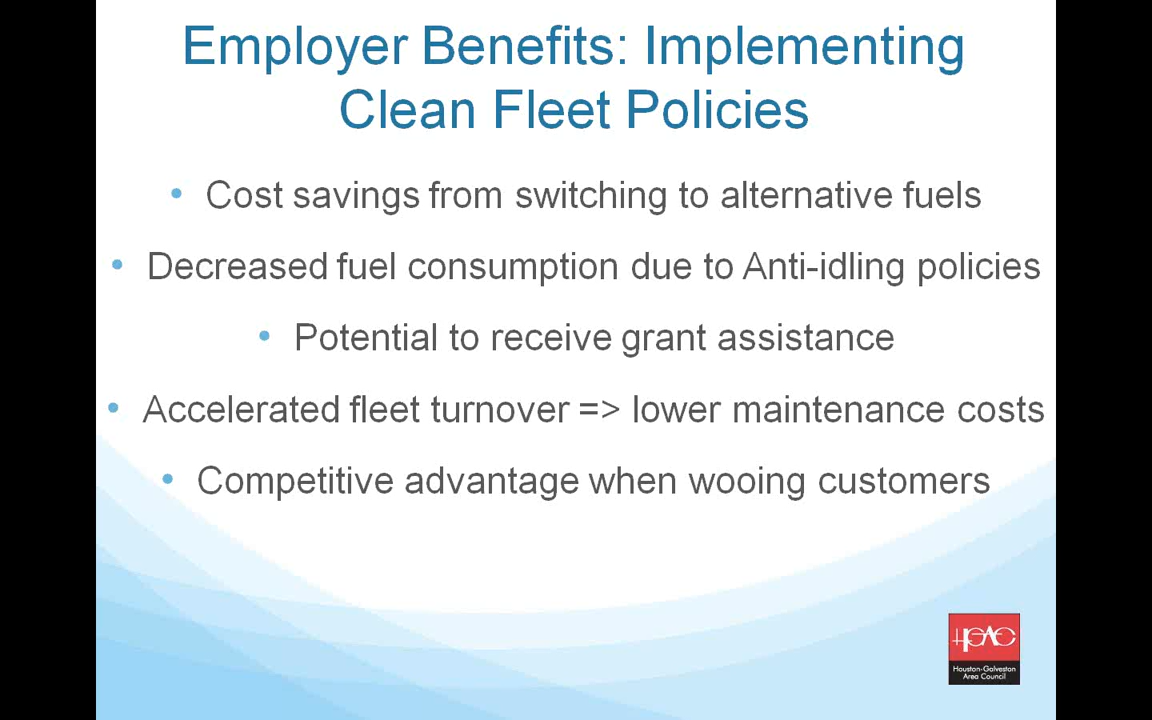 Employer Benefits: Implementing
Clean Fleet Policies
• Cost savings from switching to alternative fuels
• Decreased fuel consumption due to Anti-idling policies
• Potential to receive grant assistance
• Accelerated fleet turnover => lower maintenance costs
• Competitive advantage when wooing customers
HGAC
Houston-Galveston
Area Council